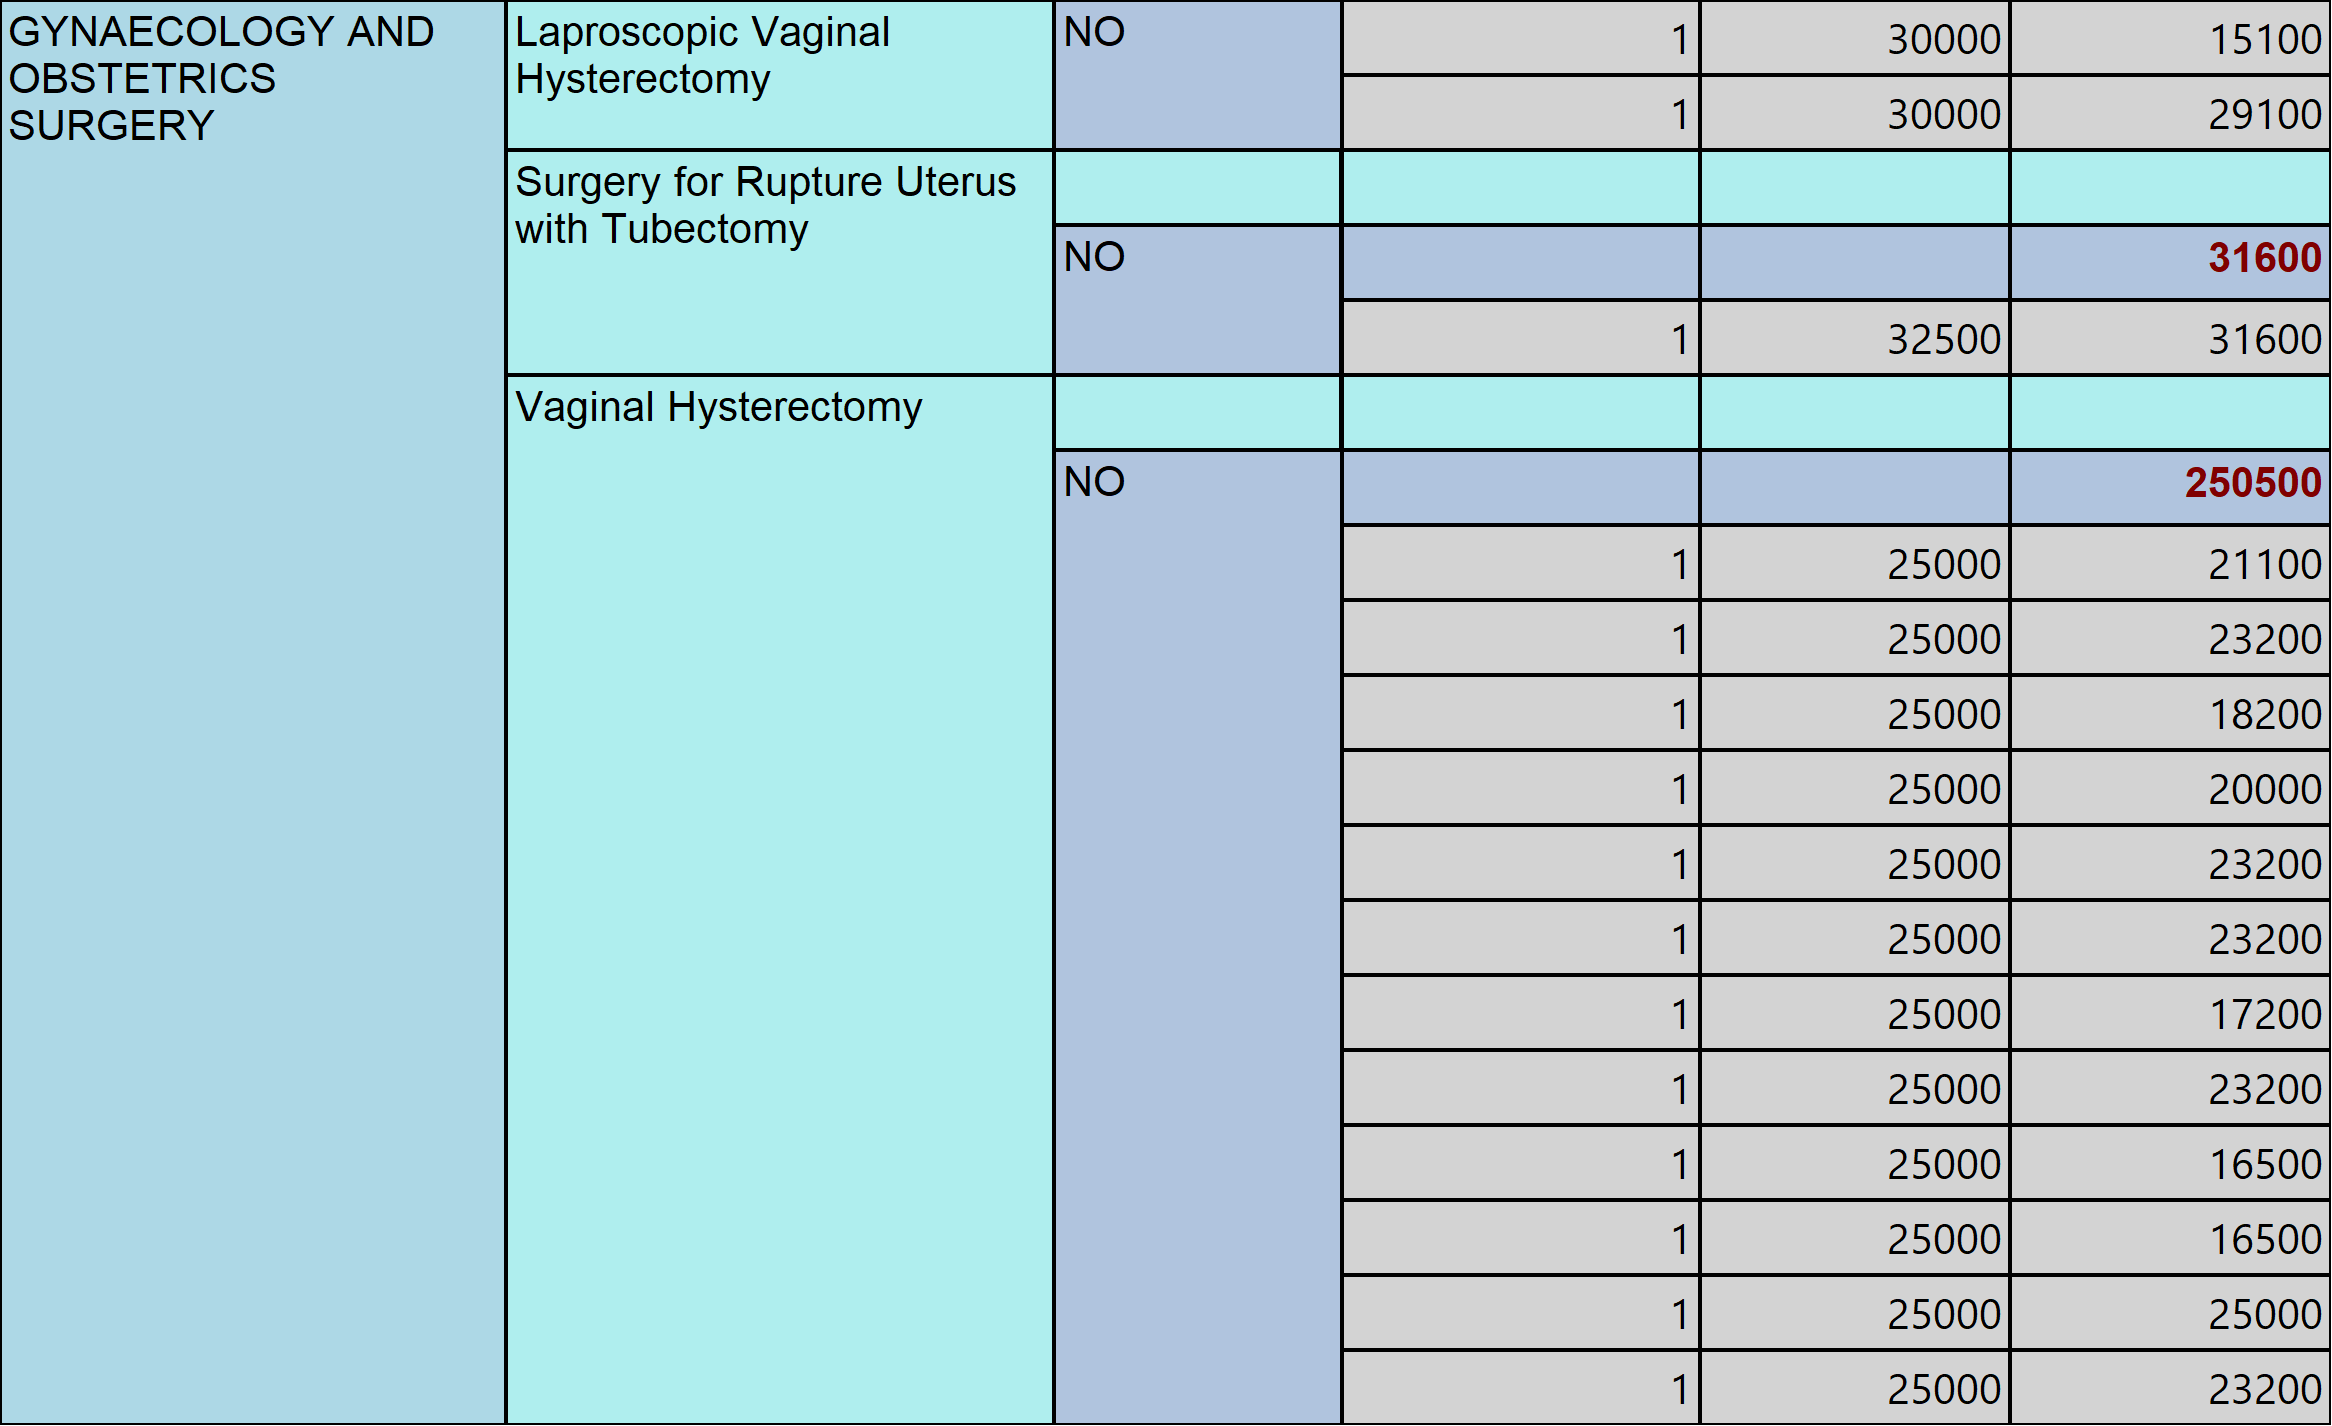 GYNAECOLOGY AND
OBSTETRICS
SURGERY
Laproscopic Vaginal
Hysterectomy
NO
1 30000 15100
1 30000 29100
Surgery for Rupture Uterus
with Tubectomy
NO
31600
1 32500 31600
Vaginal Hysterectomy
NO
250500
1 25000 21100
1 25000 23200
1 25000 18200
1 25000 20000
1 25000 23200
1 25000 23200
1 25000 17200
1 25000 23200
1 25000 16500
1 25000 16500
1 25000 25000
1 25000 23200